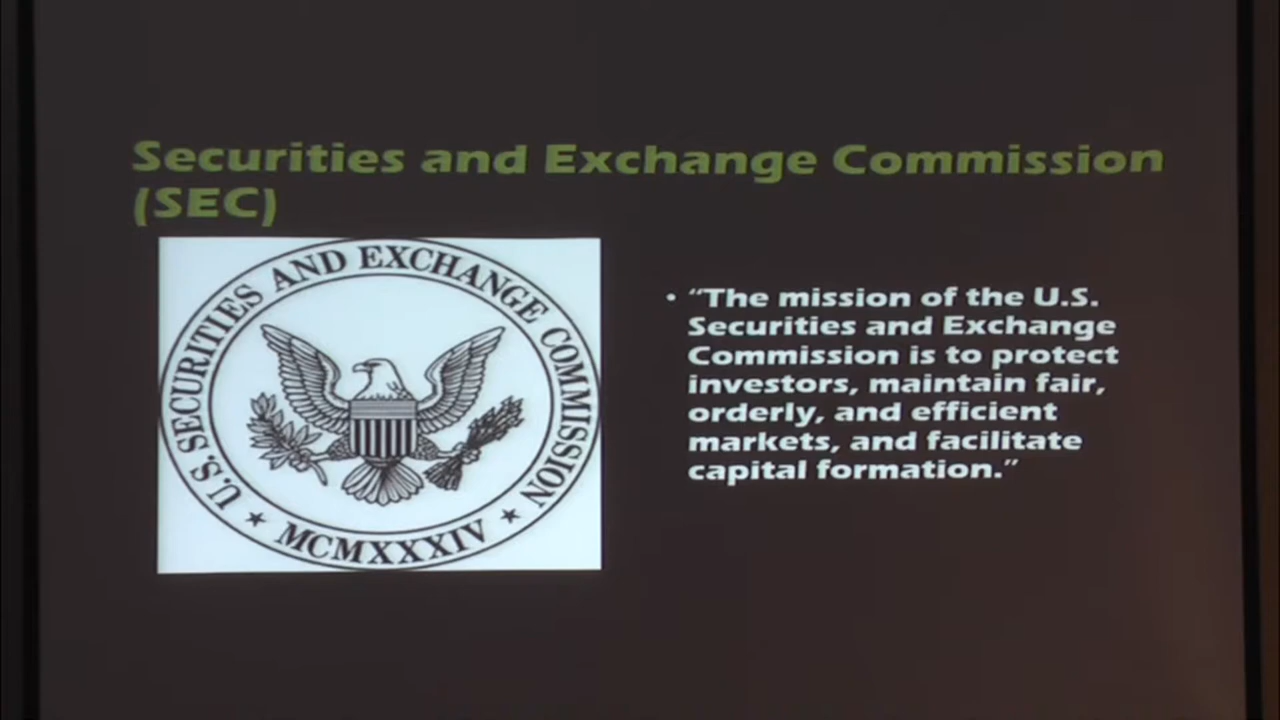 Securities and Exchange Commission
(SEC)
U.S. SECURITIES AND EXCHANGE COMMISSION
★ MCMXXXIV ★
• “The mission of the U.S.
Securities and Exchange
Commission is to protect
investors, maintain fair,
orderly, and efficient
markets, and facilitate
capital formation.”